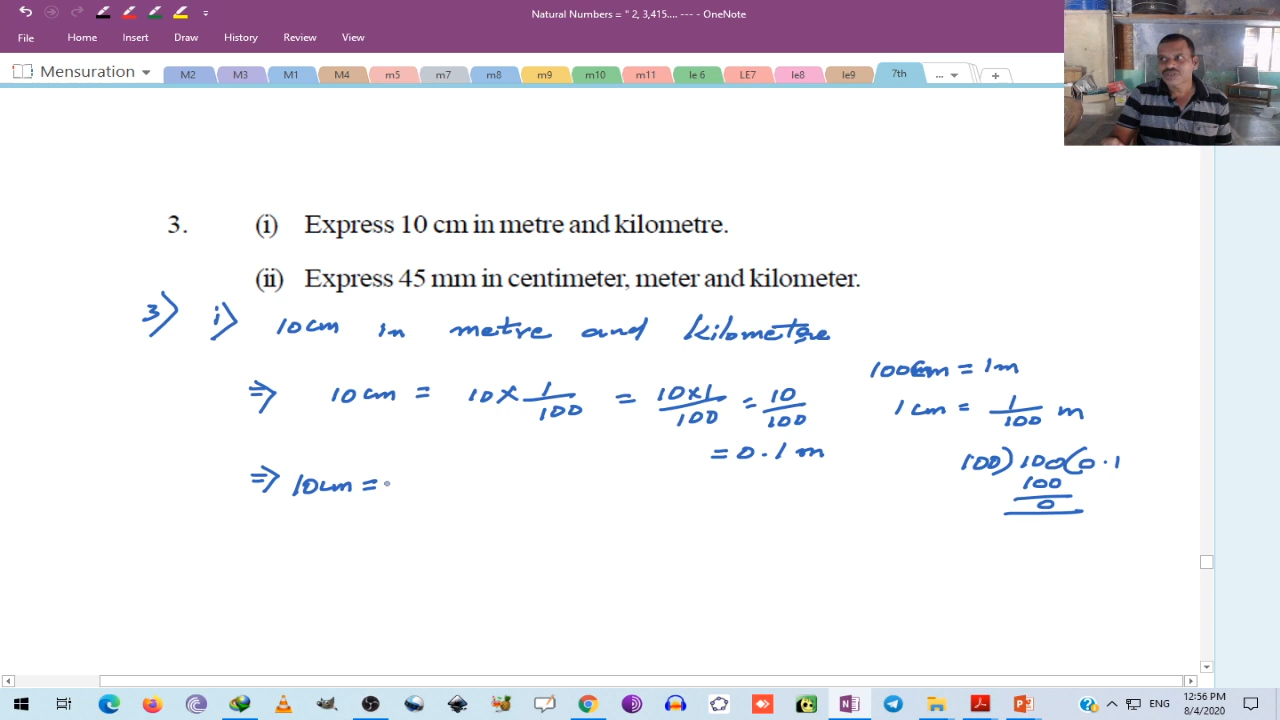 Natural Numbers = " 2, 3,415.... --- - OneNote
File Home Insert Draw History Review View
Mensuration M2 M3 M1 M4 m5 m7 m8 m9 m10 m11 le 6 LE7 le8 le9 7th ... +
3. (i) Express 10 cm in metre and kilometre.
(ii) Express 45 mm in centimeter, meter and kilometer.
3) i) 10cm in metre and kilometre
100cm = 1m
⇒ 10cm = 10 × 1/100 = 10×1/100 = 10/100
1cm = 1/100 m
= 0.1 m
100) 100 (0.1
100
0
⇒ 10cm =
12:56 PM
ENG
8/4/2020